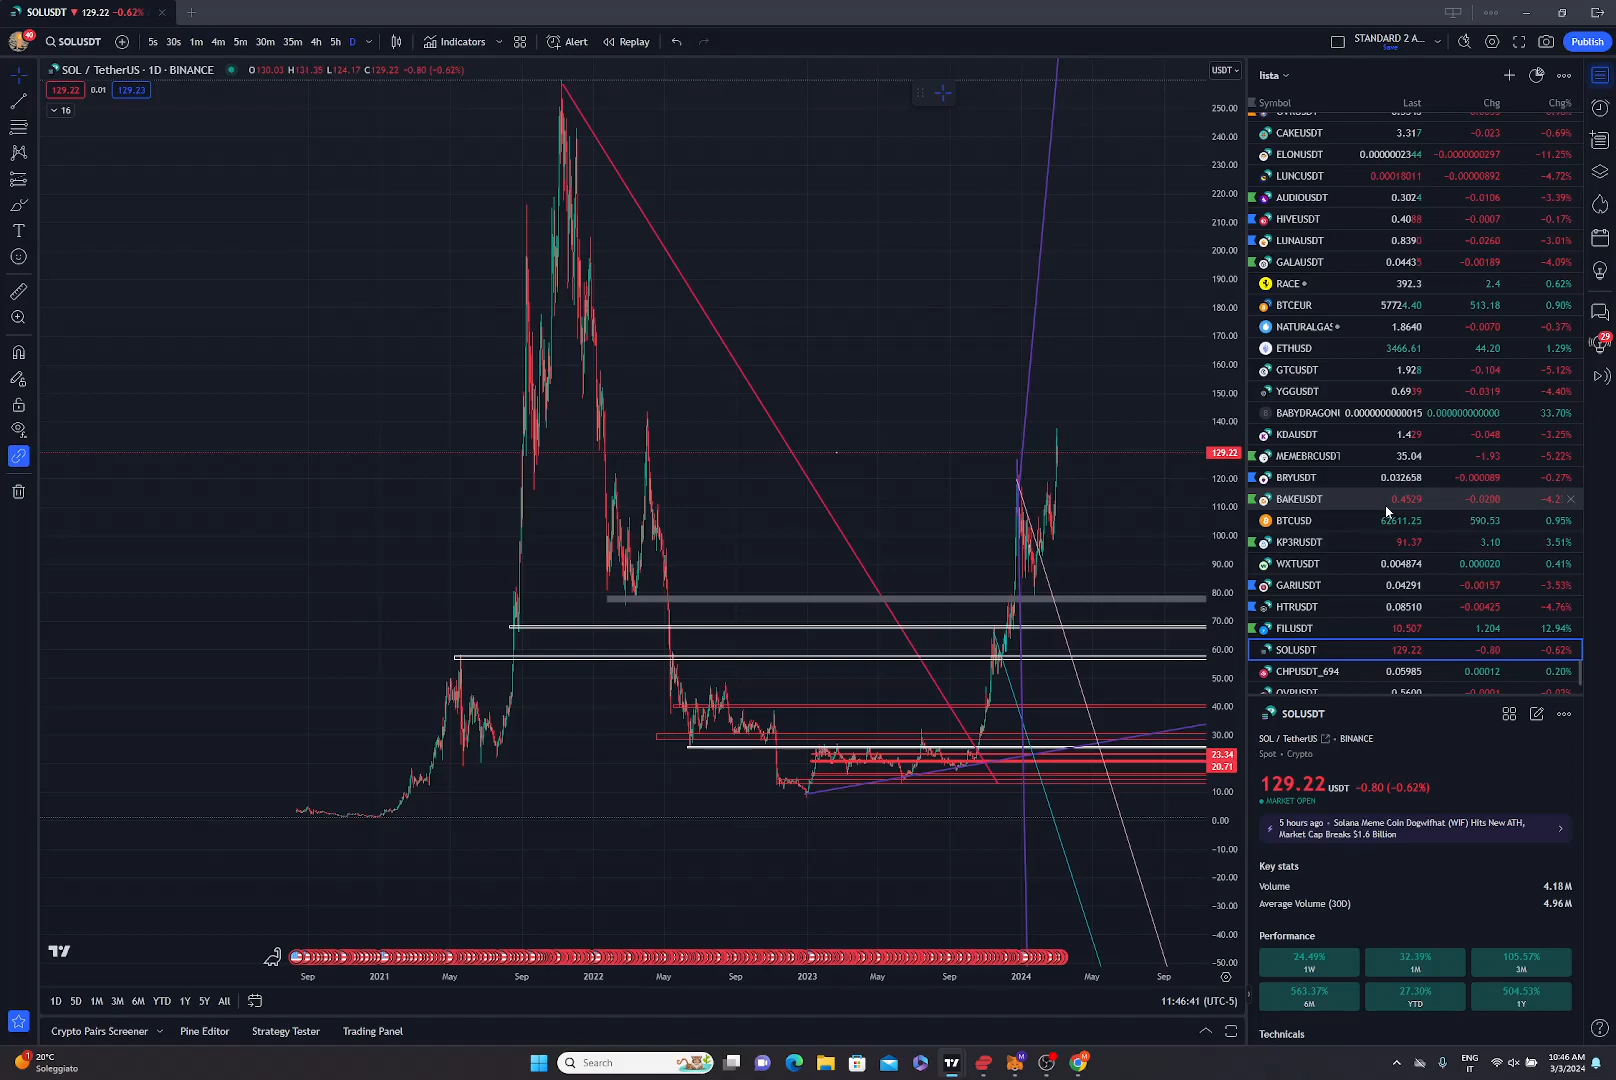 SOLUSDT ▼ 129.22 −0.62%
40
SOLUSDT 5s 30s 1m 4m 5m 30m 35m 4h 5h D Indicators Alert Replay STANDARD 2 A... Save Publish
SOL / TetherUS · 1D · BINANCE O130.03 H131.35 L124.17 C129.22 −0.80 (−0.62%)
129.22 0.01 129.23
16
USDT
250.00
240.00
230.00
220.00
210.00
200.00
190.00
180.00
170.00
160.00
150.00
140.00
129.22
120.00
110.00
100.00
90.00
80.00
70.00
60.00
50.00
40.00
30.00
23.34
20.71
10.00
0.00
−10.00
−20.00
−30.00
−40.00
−50.00
Sep 2021 May Sep 2022 May Sep 2023 May Sep 2024 May Sep
1D 5D 1M 3M 6M YTD 1Y 5Y All
11:46:41 (UTC-5)
Crypto Pairs Screener Pine Editor Strategy Tester Trading Panel
lista
Symbol Last Chg Chg%
CAKEUSDT 3.317 −0.023 −0.69%
ELONUSDT 0.0000002344 −0.0000000297 −11.25%
LUNCUSDT 0.00018011 −0.00000892 −4.72%
AUDIOUSDT 0.3024 −0.0106 −3.39%
HIVEUSDT 0.4088 −0.0007 −0.17%
LUNAUSDT 0.8390 −0.0260 −3.01%
GALAUSDT 0.04435 −0.00189 −4.09%
RACE 392.3 2.4 0.62%
BTCEUR 57724.40 513.18 0.90%
NATURALGAS 1.8640 −0.0070 −0.37%
ETHUSD 3466.61 44.20 1.29%
GTCUSDT 1.928 −0.104 −5.12%
YGGUSDT 0.6939 −0.0319 −4.40%
BABYDRAGONI 0.0000000000015 0.000000000000 33.70%
KDAUSDT 1.429 −0.048 −3.25%
MEMEBRCUSDT 35.04 −1.93 −5.22%
BRYUSDT 0.032658 −0.000089 −0.27%
BAKEUSDT 0.4529 −0.0200 −4.2
BTCUSD 62611.25 590.53 0.95%
KP3RUSDT 91.37 3.10 3.51%
WXTUSDT 0.004874 0.000020 0.41%
GARIUSDT 0.04291 −0.00157 −3.53%
HTRUSDT 0.08510 −0.00425 −4.76%
FILUSDT 10.507 1.204 12.94%
SOLUSDT 129.22 −0.80 −0.62%
CHPUSDT_694 0.05985 0.00012 0.20%
SOLUSDT
SOL / TetherUS BINANCE
Spot • Crypto
129.22 USDT −0.80 (−0.62%)
MARKET OPEN
5 hours ago • Solana Meme Coin Dogwifhat (WIF) Hits New ATH,
Market Cap Breaks $1.6 Billion
Key stats
Volume 4.18 M
Average Volume (30D) 4.96 M
Performance
24.49% 32.39% 105.57%
1W 1M 3M
563.37% 27.30% 504.53%
6M YTD 1Y
Technicals
29
20°C
Soleggiato
Search
ENG
IT
10:46 AM
3/3/2024